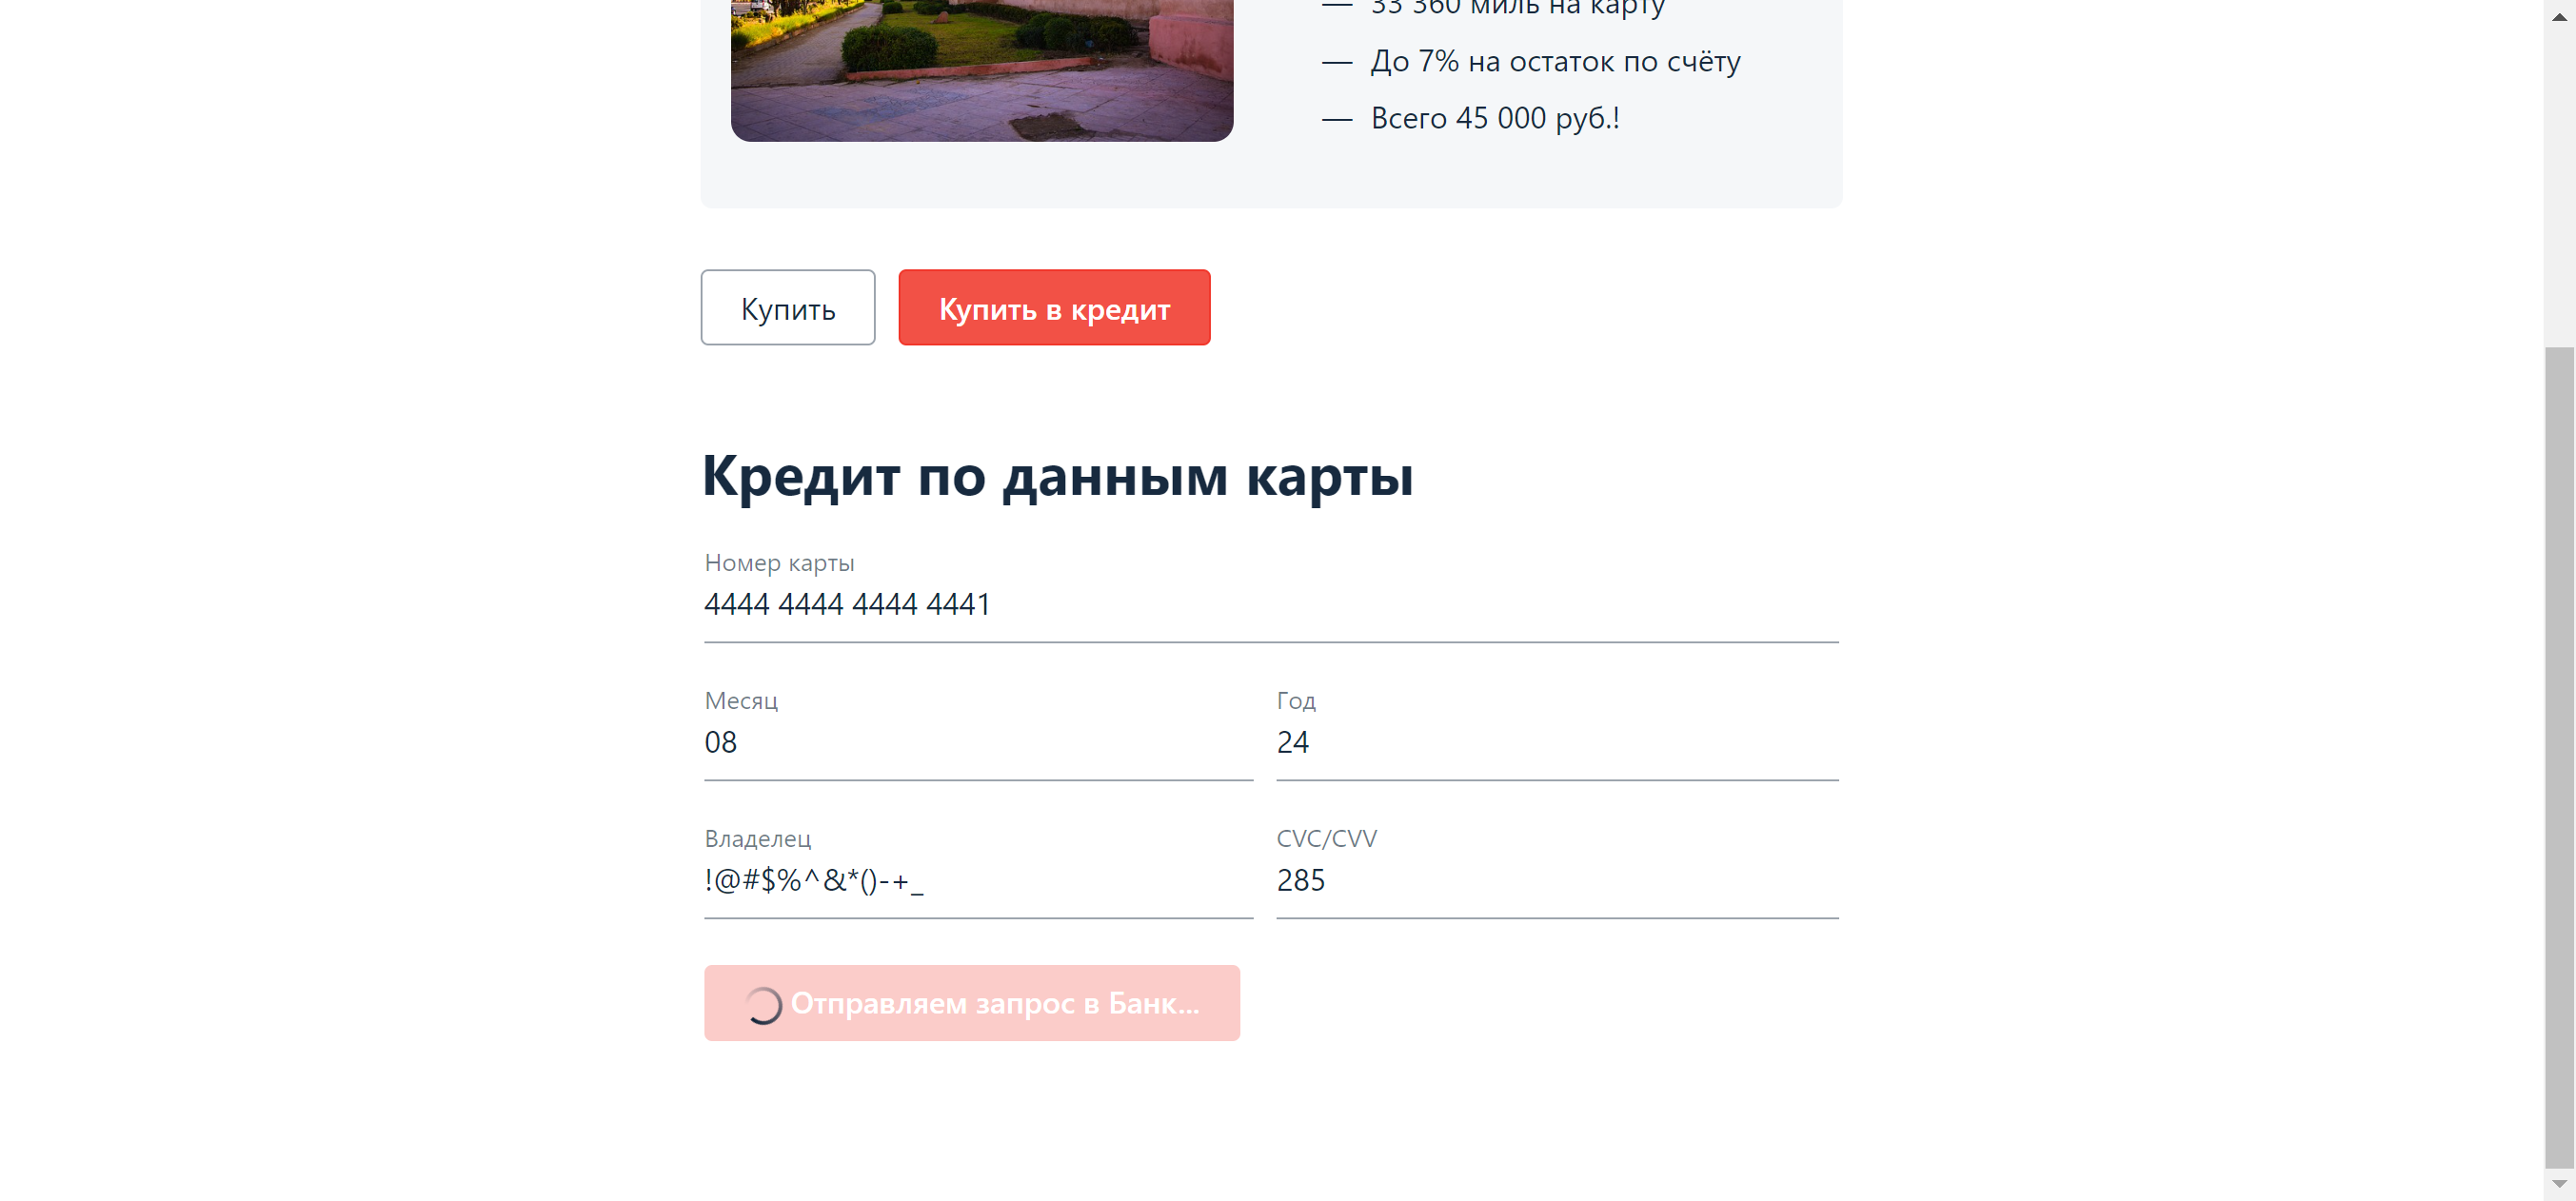 — 33 360 миль на карту
— До 7% на остаток по счёту
— Всего 45 000 руб.!
Купить
Купить в кредит
Кредит по данным карты
Номер карты
4444 4444 4444 4441
Месяц
Год
08
24
Владелец
CVC/CVV
!@#$%^&*()-+_
285
Отправляем запрос в Банк...